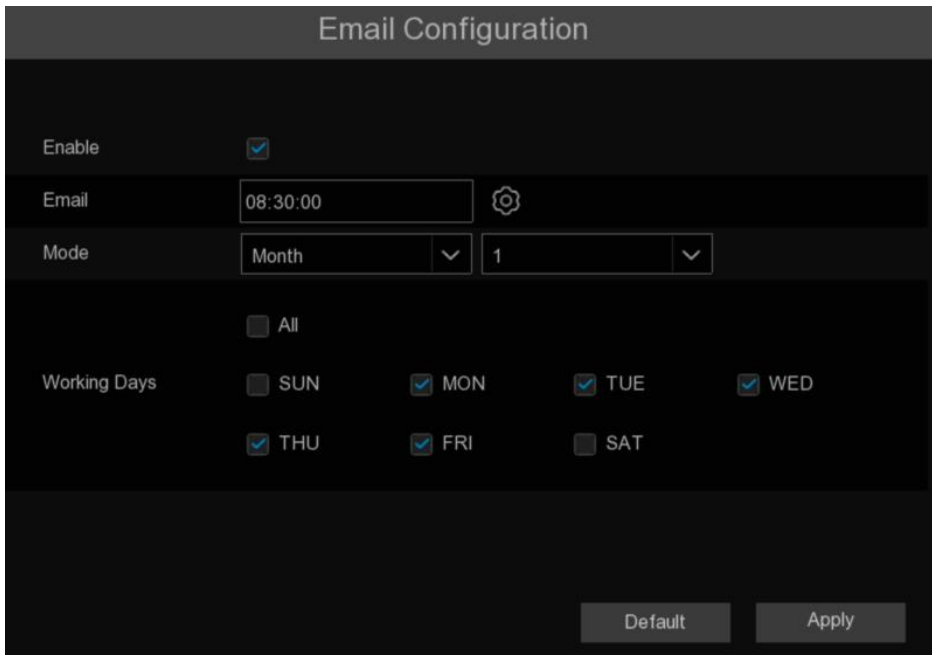 Email Configuration
Enable
Email 08:30:00
Mode Month 1
All
Working Days SUN MON TUE WED
THU FRI SAT
Default Apply